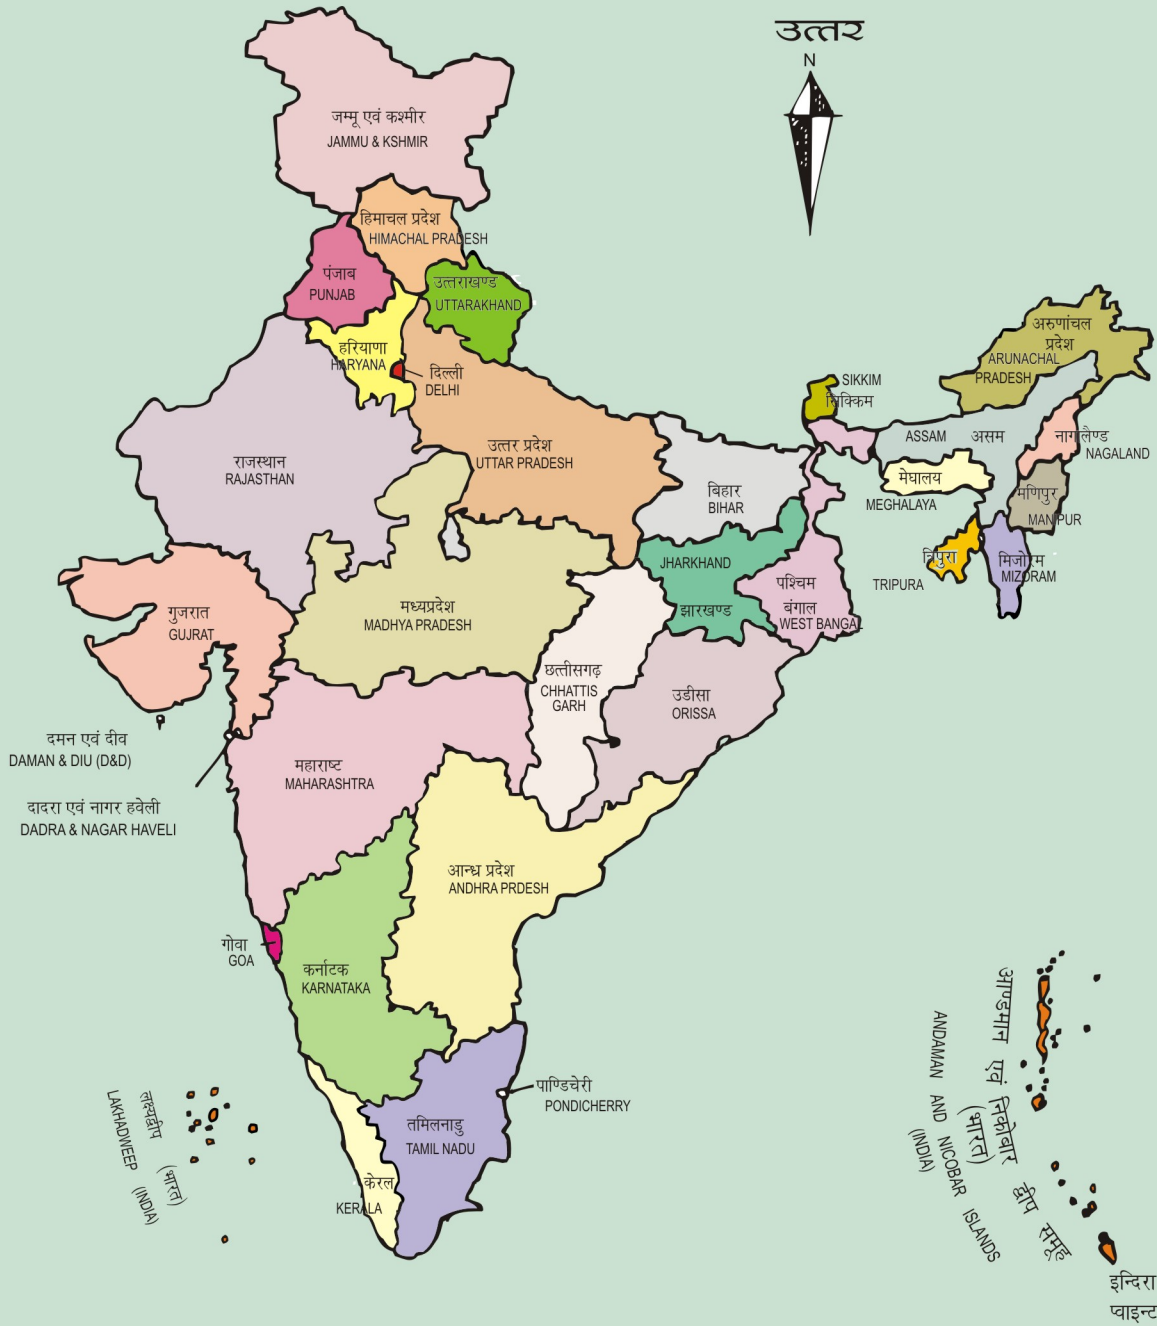 उत्तर
N
जम्मू एवं कश्मीर
JAMMU & KSHMIR
हिमाचल प्रदेश
HIMACHAL PRADESH
पंजाब
PUNJAB
उत्तराखण्ड
UTTARAKHAND
हरियाणा
HARYANA
दिल्ली
DELHI
अरुणांचल
प्रदेश
ARUNACHAL
PRADESH
SIKKIM
सिक्किम
राजस्थान
RAJASTHAN
उत्तर प्रदेश
UTTAR PRADESH
ASSAM असम
नागालैण्ड
NAGALAND
बिहार
BIHAR
मेघालय
MEGHALAYA
मणिपुर
MANIPUR
त्रिपुरा
TRIPURA
मिजोरम
MIZORAM
JHARKHAND
झारखण्ड
पश्चिम
बंगाल
WEST BANGAL
गुजरात
GUJRAT
मध्यप्रदेश
MADHYA PRADESH
छत्तीसगढ़
CHHATTIS
GARH
उडीसा
ORISSA
दमन एवं दीव
DAMAN & DIU (D&D)
दादरा एवं नागर हवेली
DADRA & NAGAR HAVELI
महाराष्ट
MAHARASHTRA
आन्ध प्रदेश
ANDHRA PRDESH
गोवा
GOA
कर्नाटक
KARNATAKA
पाण्डिचेरी
PONDICHERRY
तमिलनाडु
TAMIL NADU
केरल
KERALA
लक्ष्यद्वीप (भारत)
LAKHADWEEP (INDIA)
आण्डमान एवं निकोबार द्वीप समूह
(भारत)
ANDAMAN AND NICOBAR ISLANDS
(INDIA)
इन्दिरा
प्वाइन्ट